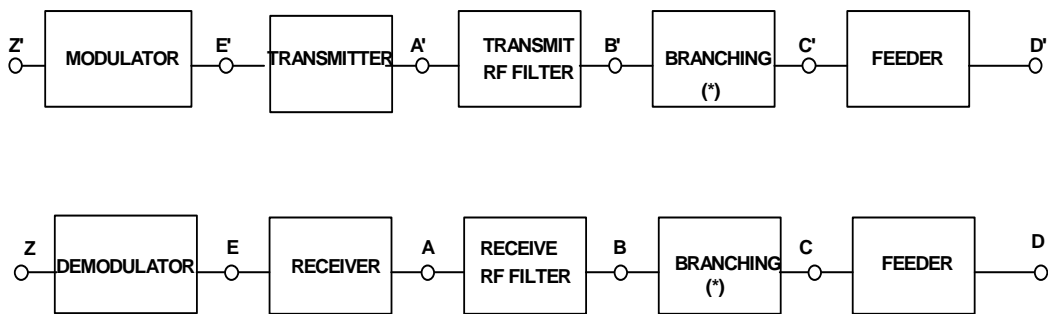 Z' MODULATOR E' TRANSMITTER A' TRANSMIT RF FILTER B' BRANCHING (*) C' FEEDER D'
Z DEMODULATOR E RECEIVER A RECEIVE RF FILTER B BRANCHING (*) C FEEDER D